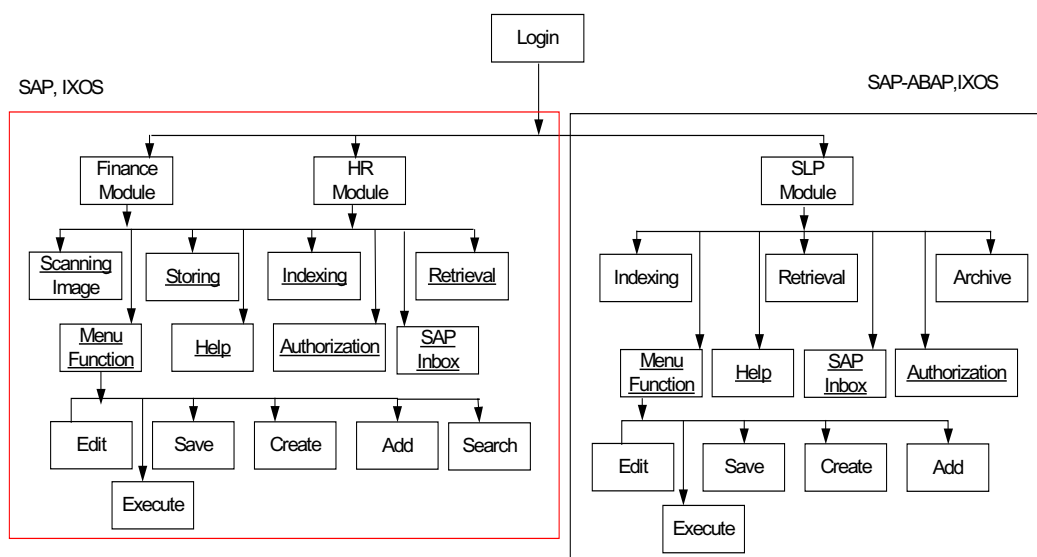 Login
SAP, IXOS
SAP-ABAP,IXOS
Finance
Module
HR
Module
SLP
Module
Scanning
Image
Storing
Indexing
Retrieval
Indexing
Retrieval
Archive
Menu
Function
Help
Authorization
SAP
Inbox
Menu
Function
Help
SAP
Inbox
Authorization
Edit
Save
Create
Add
Search
Edit
Save
Create
Add
Execute
Execute